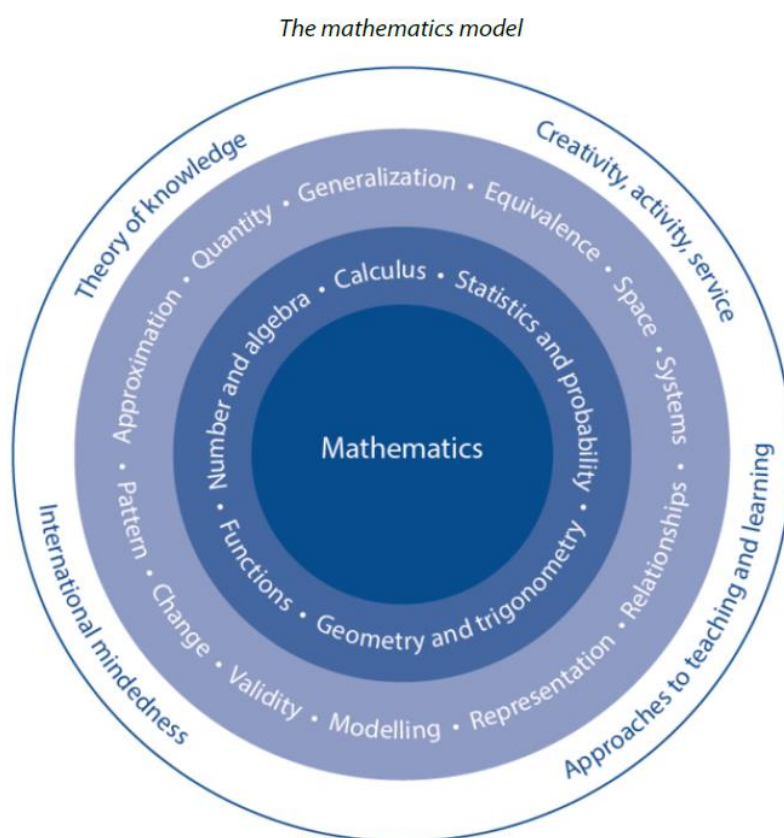 The mathematics model
Theory of knowledge
Creativity, activity, service
Approaches to teaching and learning
International mindedness
Approximation • Quantity • Generalization • Equivalence • Space • Systems • Relationships • Representation • Modelling • Validity • Change • Pattern •
Number and algebra • Calculus • Statistics and probability • Geometry and trigonometry • Functions •
Mathematics